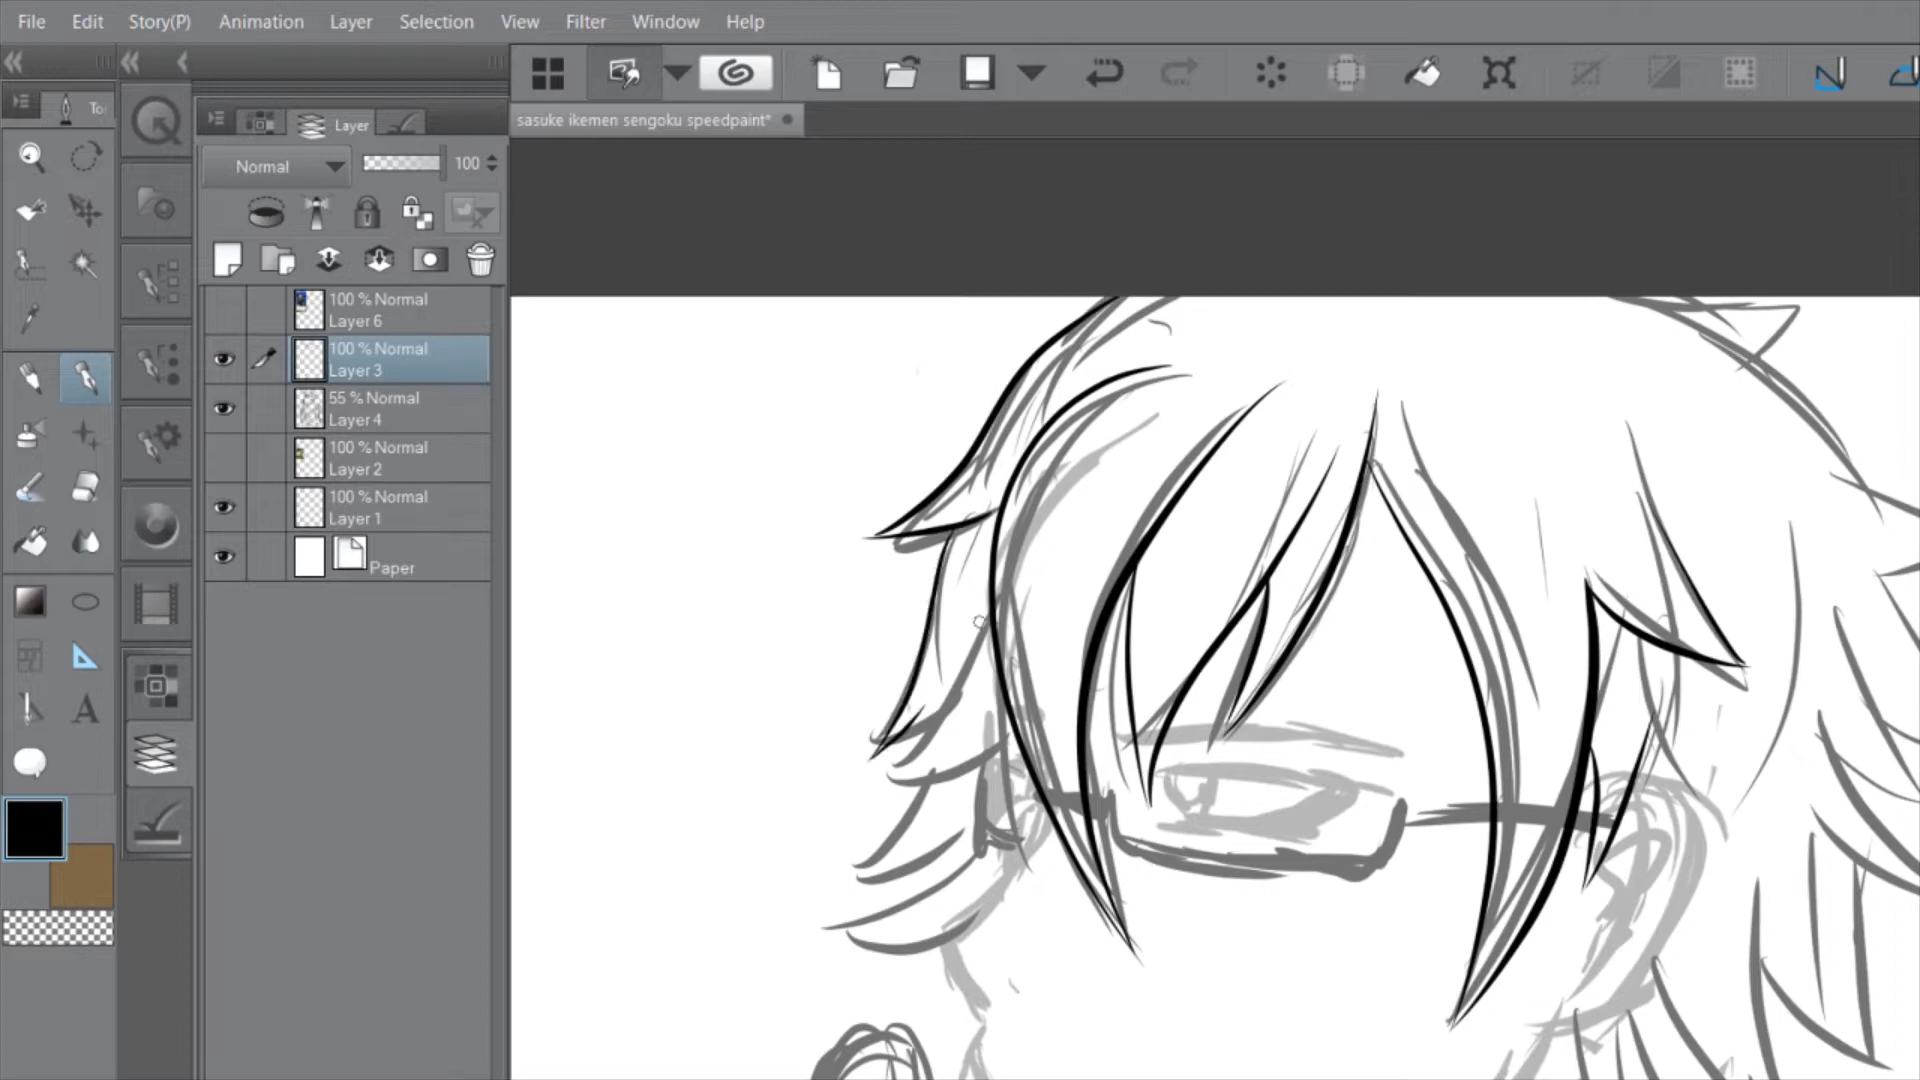 File Edit Story(P) Animation Layer Selection View Filter Window Help
To
Layer
sasuke ikemen sengoku speedpaint*
Normal 100
100 % Normal
Layer 6
100 % Normal
Layer 3
55 % Normal
Layer 4
100 % Normal
Layer 2
100 % Normal
Layer 1
Paper
A